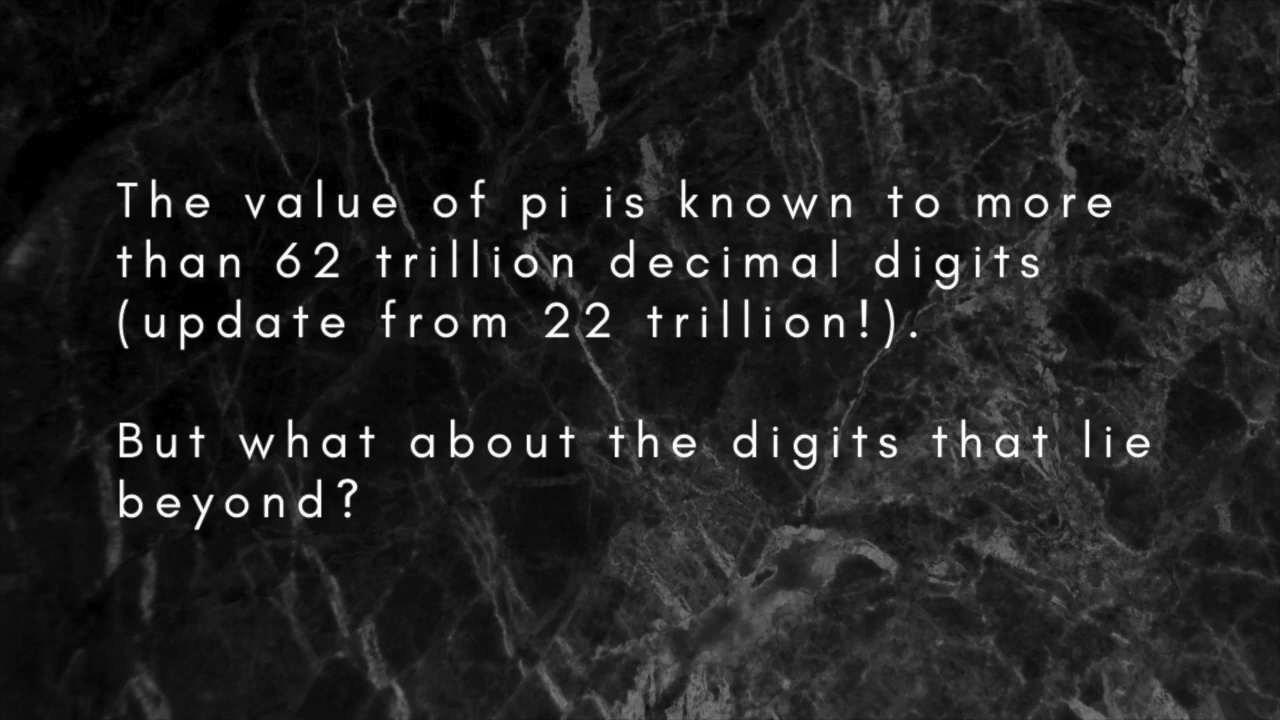 The value of pi is known to more
than 62 trillion decimal digits
(update from 22 trillion!).
But what about the digits that lie
beyond?